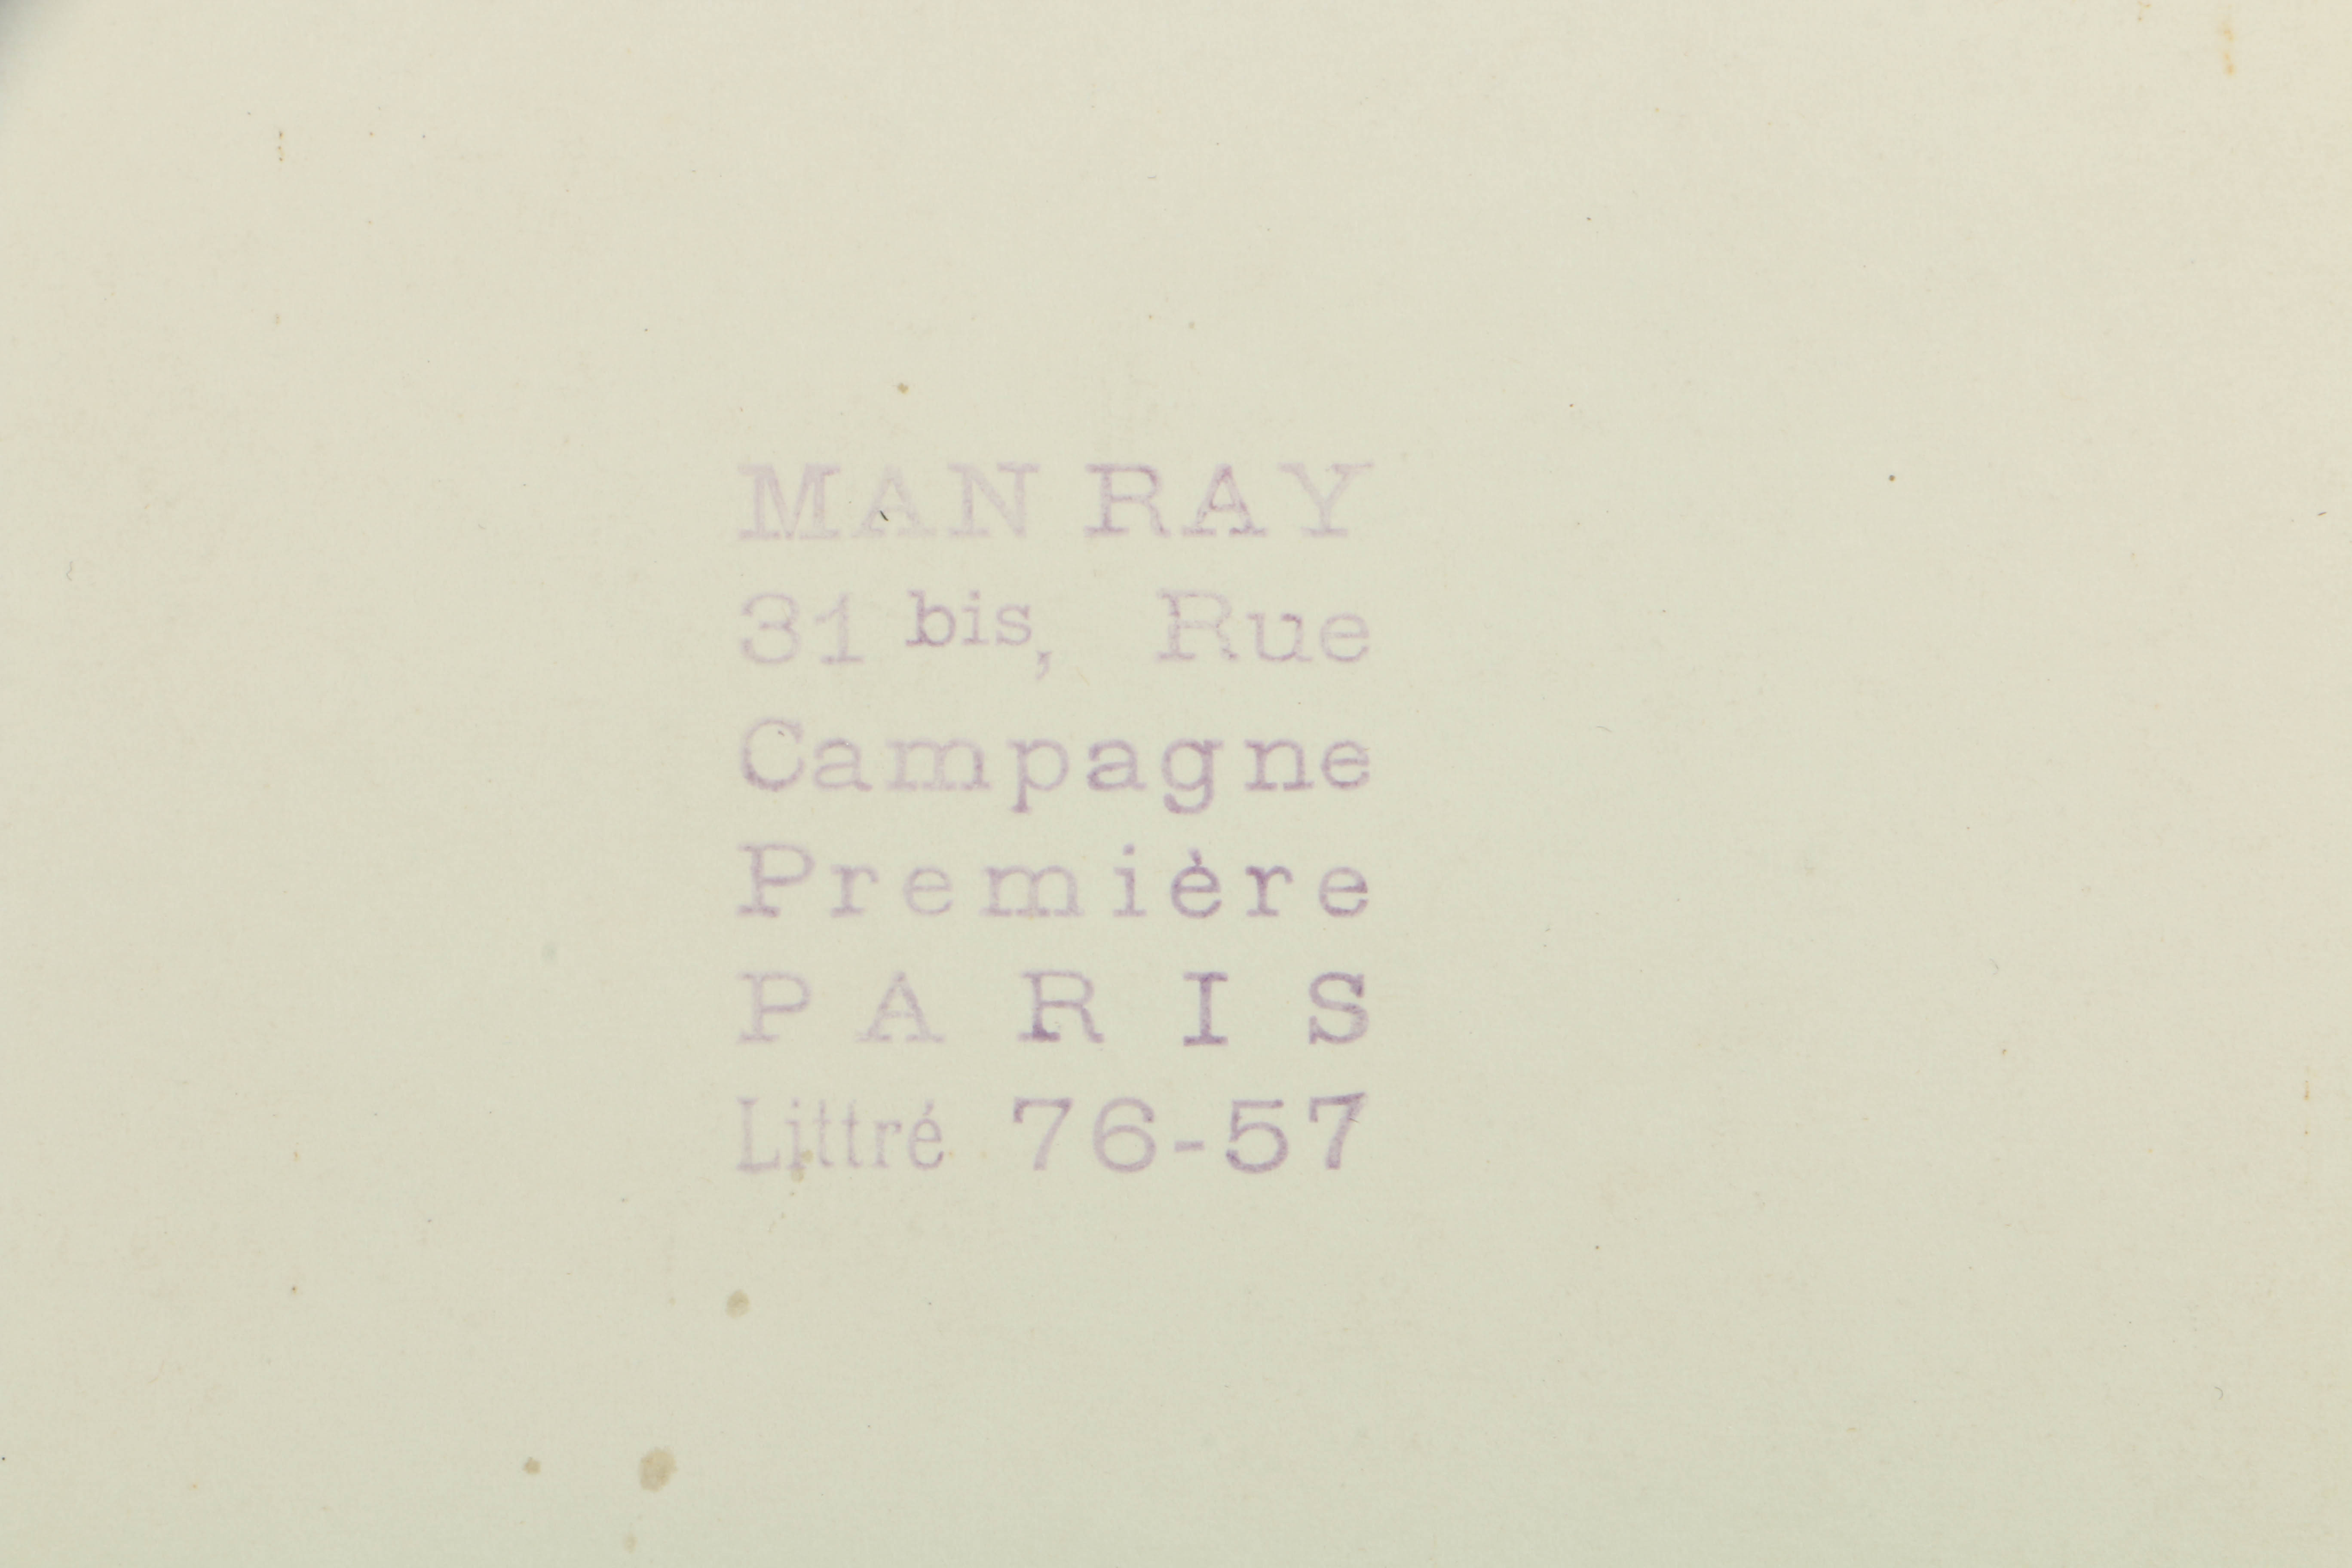 MAN RAY
31 bis, Rue
Campagne
Première
PARIS
Littré 76-57